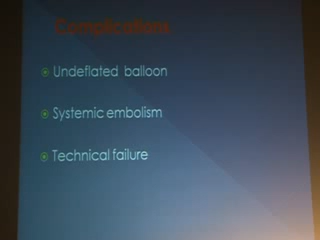 Complications
Undeflated balloon
Systemic embolism
Technical failure